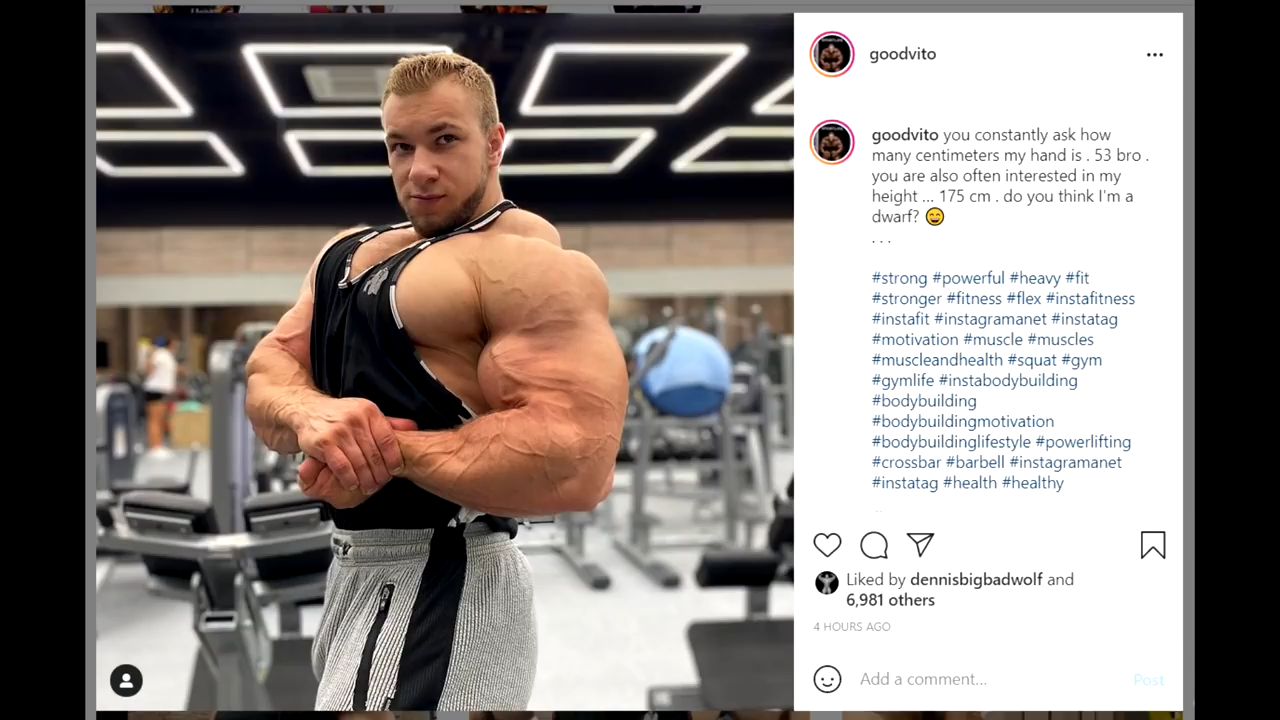 goodvito
goodvito you constantly ask how
many centimeters my hand is . 53 bro .
you are also often interested in my
height ... 175 cm . do you think I'm a
dwarf? 😄
. . .
#strong #powerful #heavy #fit
#stronger #fitness #flex #instafitness
#instafit #instagramanet #instatag
#motivation #muscle #muscles
#muscleandhealth #squat #gym
#gymlife #instabodybuilding
#bodybuilding
#bodybuildingmotivation
#bodybuildinglifestyle #powerlifting
#crossbar #barbell #instagramanet
#instatag #health #healthy
Liked by dennisbigbadwolf and
6,981 others
4 HOURS AGO
Add a comment... Post